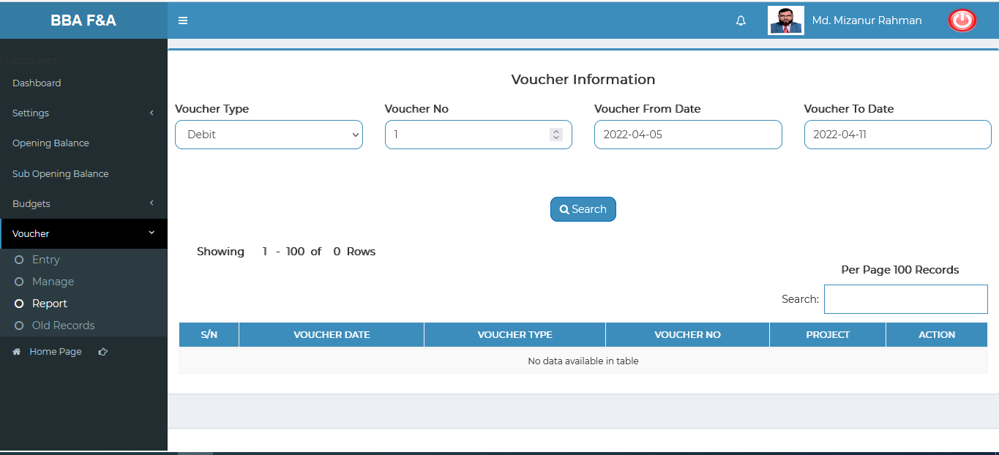 BBA F&A
Md. Mizanur Rahman
i4accounts
Dashboard
Settings
Opening Balance
Sub Opening Balance
Budgets
Voucher
Entry
Manage
Report
Old Records
Home Page
Voucher Information
Voucher Type
Voucher No
Voucher From Date
Voucher To Date
Debit
1
2022-04-05
2022-04-11
Search
Showing 1 - 100 of 0 Rows
Per Page 100 Records
Search:
S/N VOUCHER DATE VOUCHER TYPE VOUCHER NO PROJECT ACTION
No data available in table